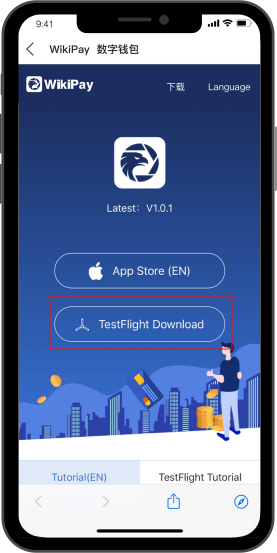 9:41
WikiPay 数字钱包
WikiPay 下载 Language
Latest: V1.0.1
App Store (EN)
TestFlight Download
Tutorial(EN) TestFlight Tutorial